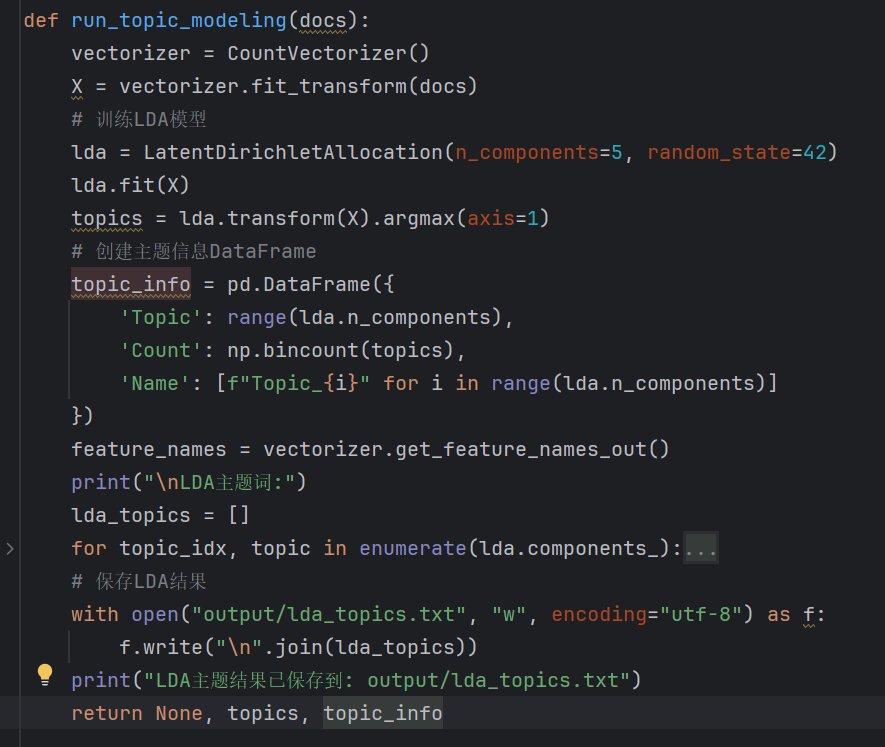 def run_topic_modeling(docs):
    vectorizer = CountVectorizer()
    X = vectorizer.fit_transform(docs)
    # 训练LDA模型
    lda = LatentDirichletAllocation(n_components=5, random_state=42)
    lda.fit(X)
    topics = lda.transform(X).argmax(axis=1)
    # 创建主题信息DataFrame
    topic_info = pd.DataFrame({
        'Topic': range(lda.n_components),
        'Count': np.bincount(topics),
        'Name': [f"Topic_{i}" for i in range(lda.n_components)]
    })
    feature_names = vectorizer.get_feature_names_out()
    print("\nLDA主题词:")
    lda_topics = []
    for topic_idx, topic in enumerate(lda.components_):...
    # 保存LDA结果
    with open("output/lda_topics.txt", "w", encoding="utf-8") as f:
        f.write("\n".join(lda_topics))
    print("LDA主题结果已保存到: output/lda_topics.txt")
    return None, topics, topic_info